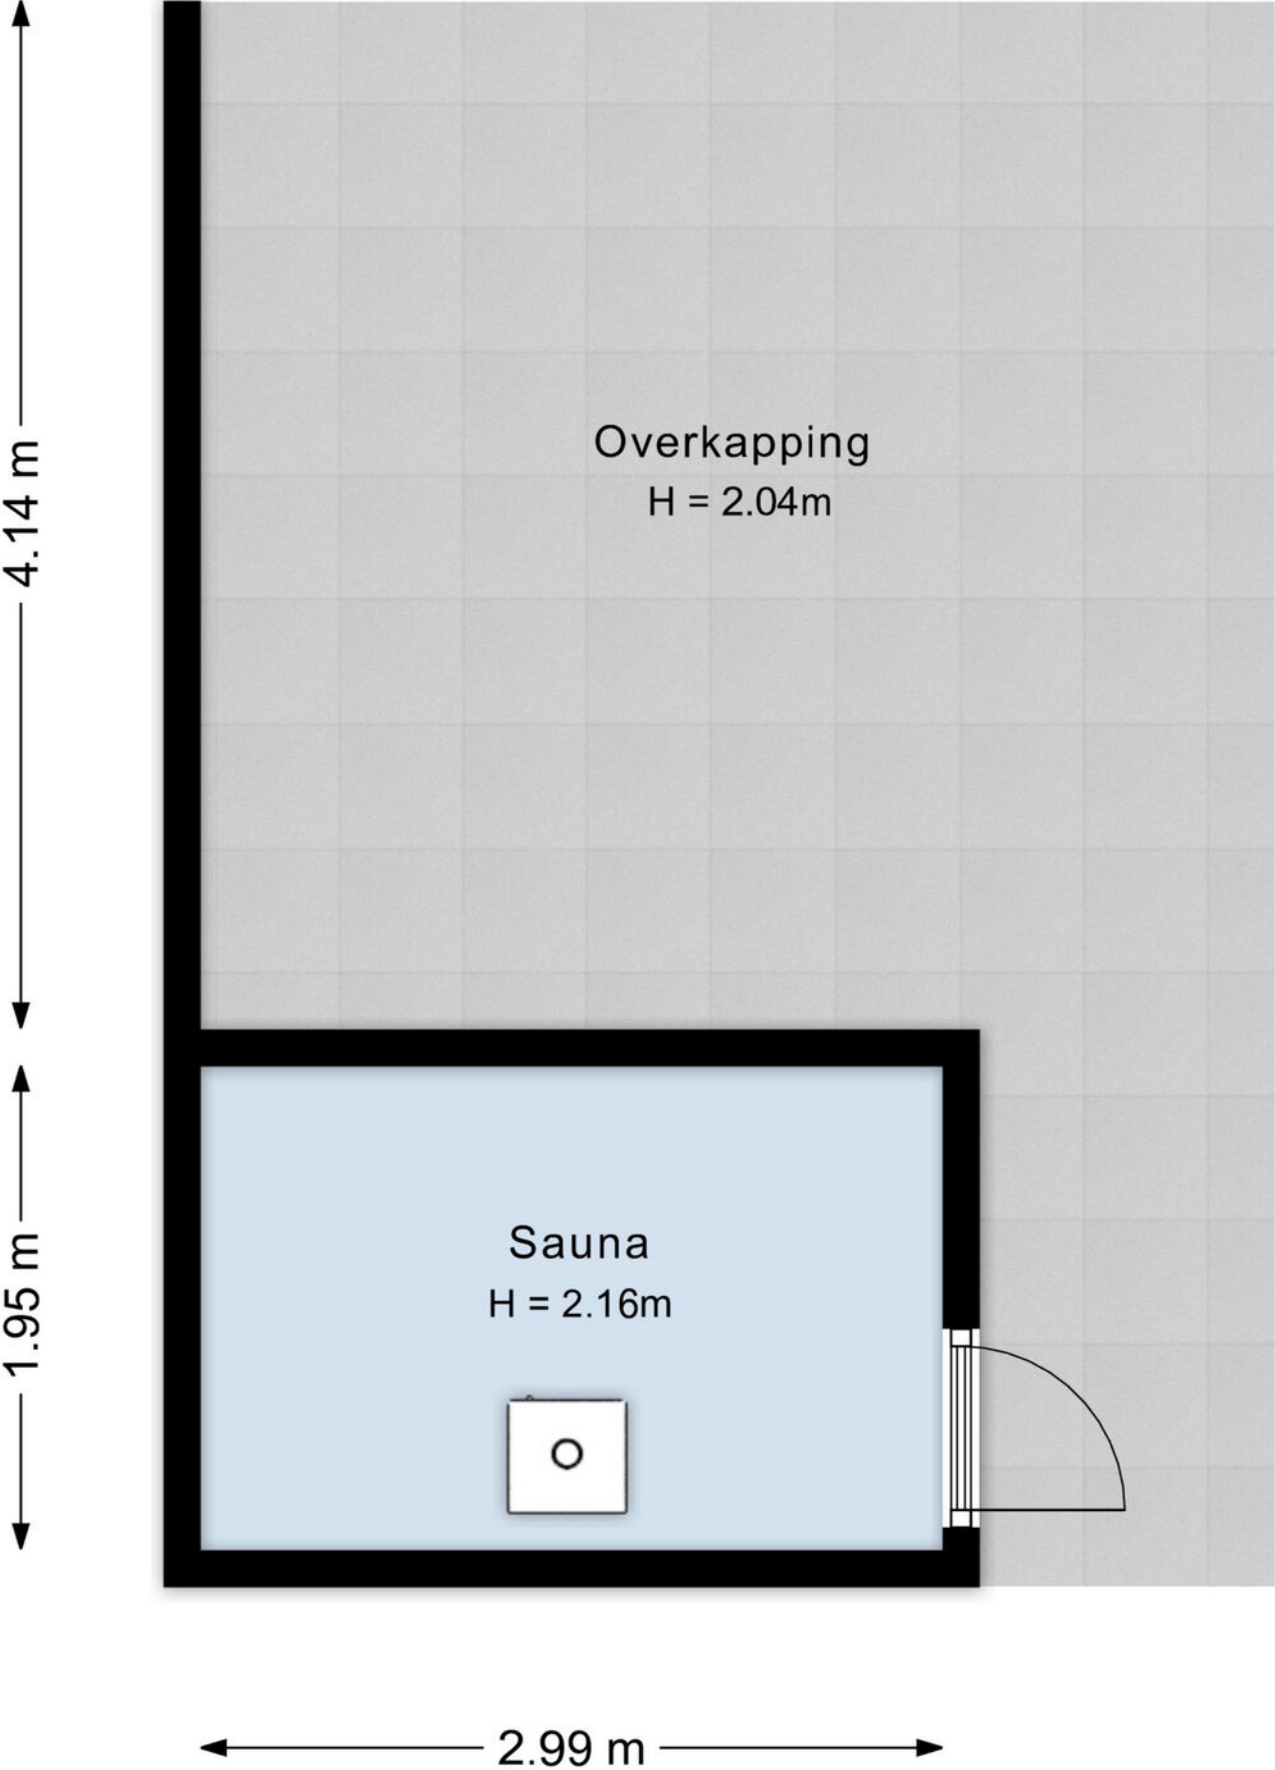 4.14 m
Overkapping
H = 2.04m
1.95 m
Sauna
H = 2.16m
2.99 m